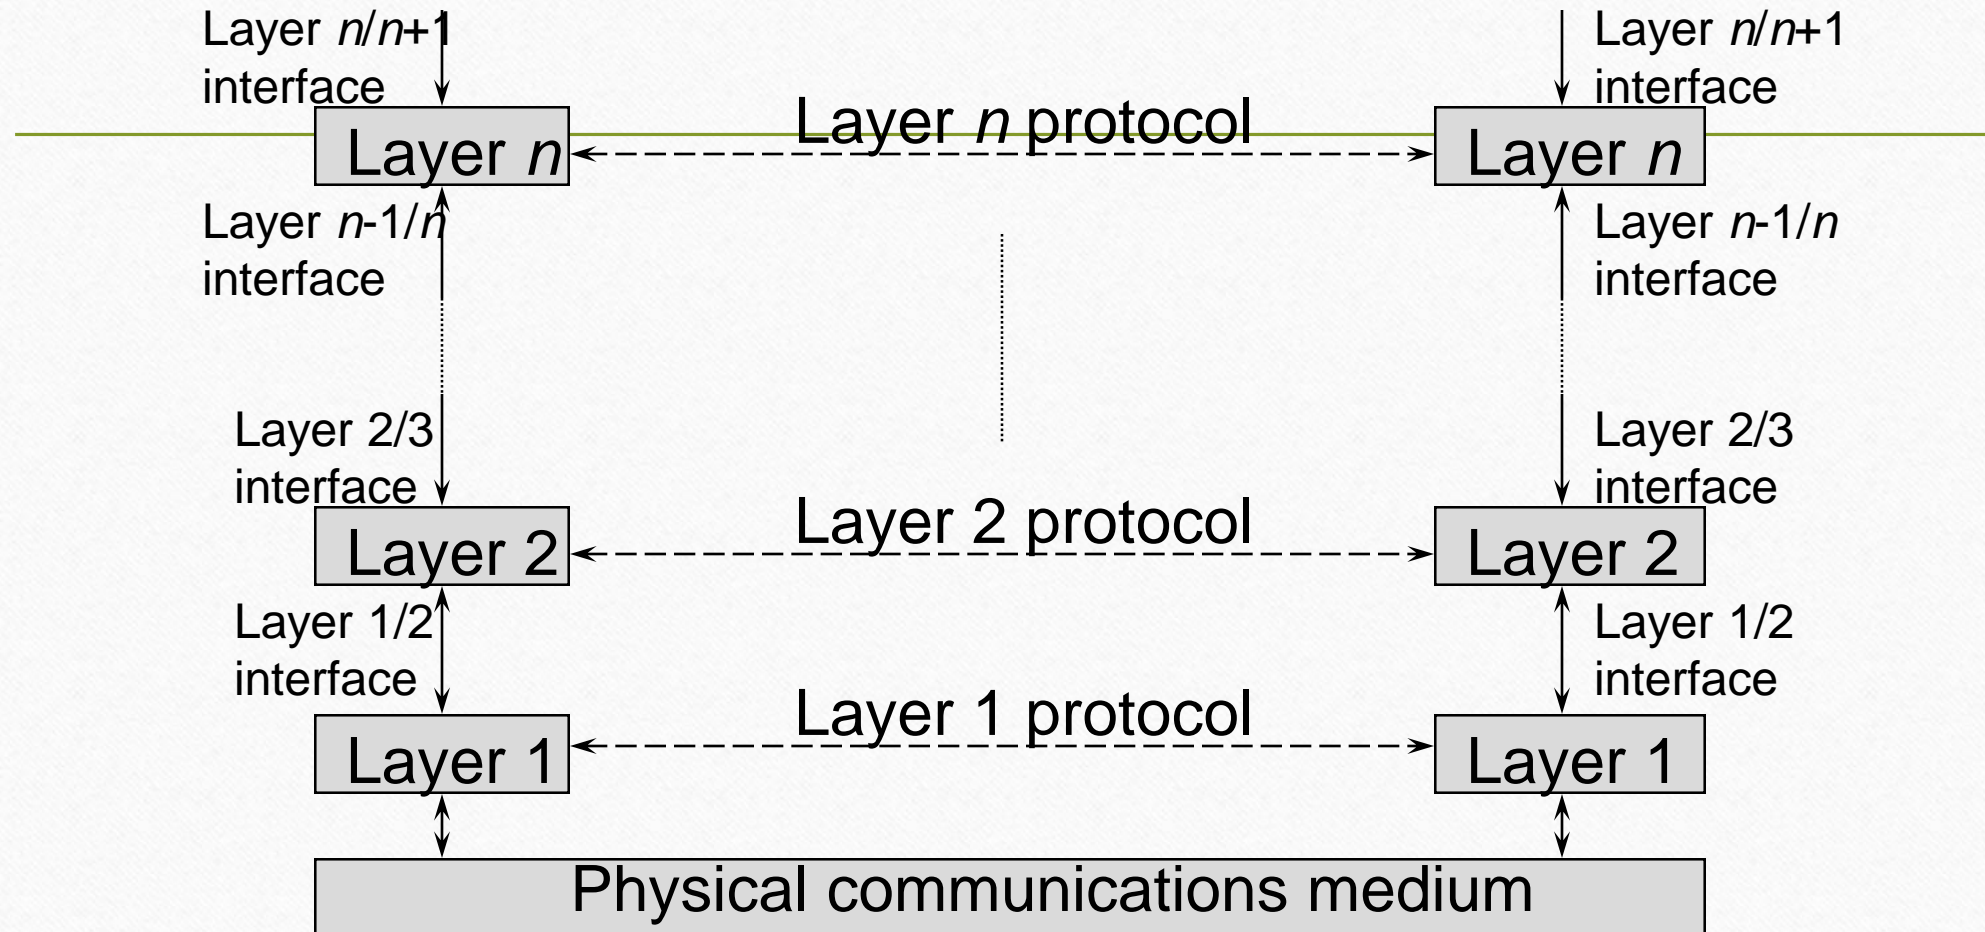 Layer n/n+1
interface
Layer n/n+1
interface
Layer n protocol
Layer n
Layer n
Layer n-1/n
interface
Layer n-1/n
interface
Layer 2/3
interface
Layer 2/3
interface
Layer 2 protocol
Layer 2
Layer 2
Layer 1/2
interface
Layer 1/2
interface
Layer 1 protocol
Layer 1
Layer 1
Physical communications medium